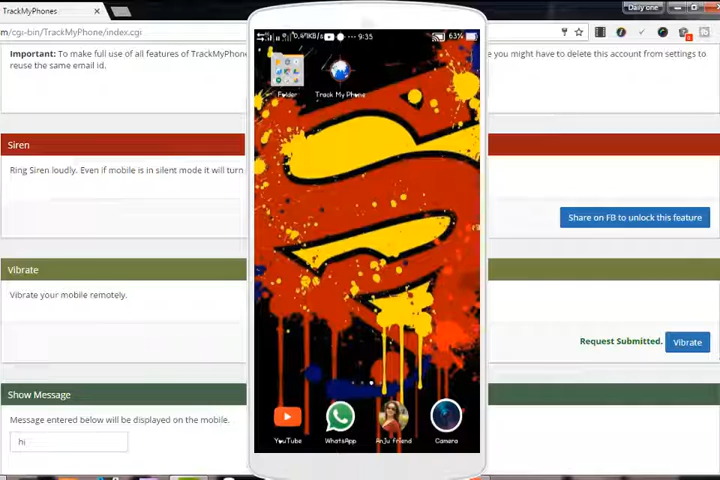 TrackMyPhones
Daily one
m/cgi-bin/TrackMyPhone/index.cgi
Important: To make full use of all features of TrackMyPhone
e you might have to delete this account from settings to
reuse the same email id.
9:35
63%
Folder
Track My Phone
Siren
Ring Siren loudly. Even if mobile is in silent mode it will turn
Share on FB to unlock this feature
Vibrate
Vibrate your mobile remotely.
Request Submitted.
Vibrate
Show Message
Message entered below will be displayed on the mobile.
hi
YouTube
WhatsApp
Anju friend
Camera